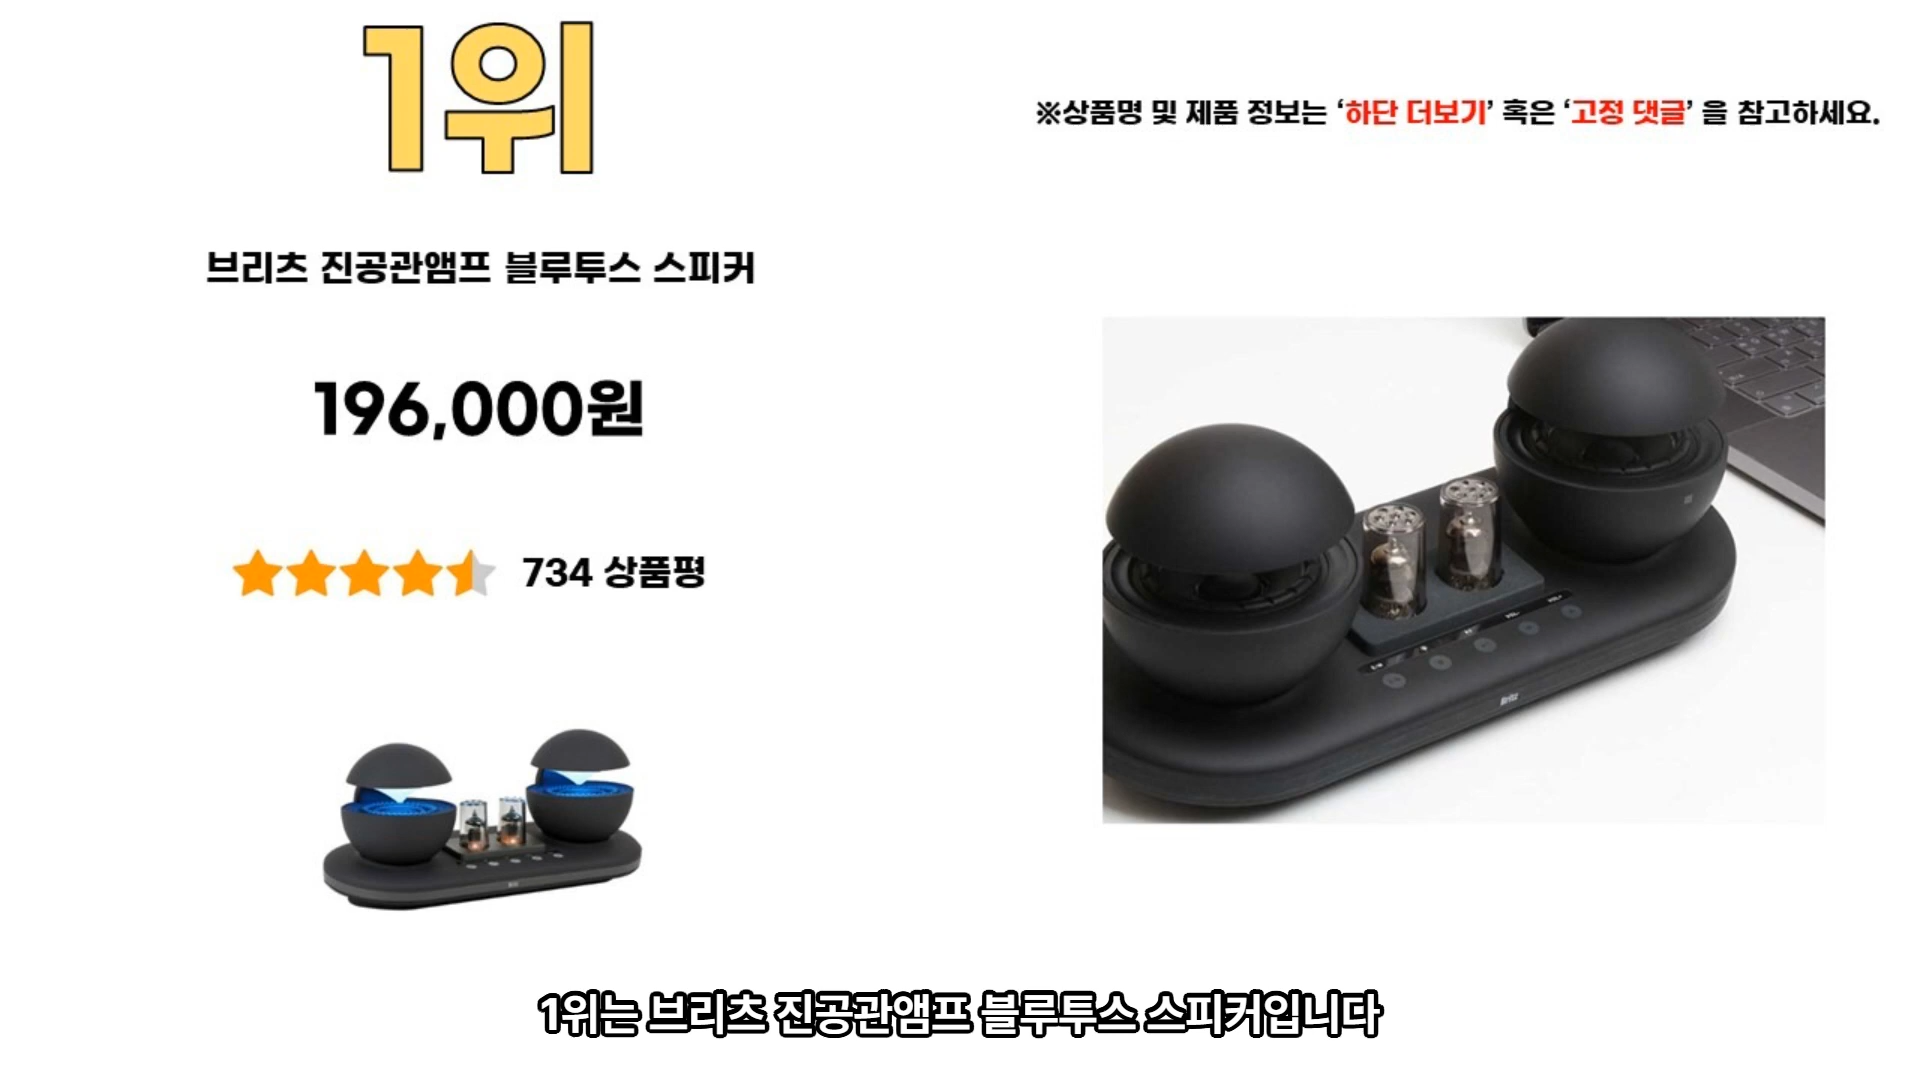 1위
※상품명 및 제품 정보는 ‘하단 더보기’ 혹은 ‘고정 댓글’ 을 참고하세요.
브리츠 진공관앰프 블루투스 스피커
196,000원
734 상품평
Britz
1위는 브리츠 진공관앰프 블루투스 스피커입니다